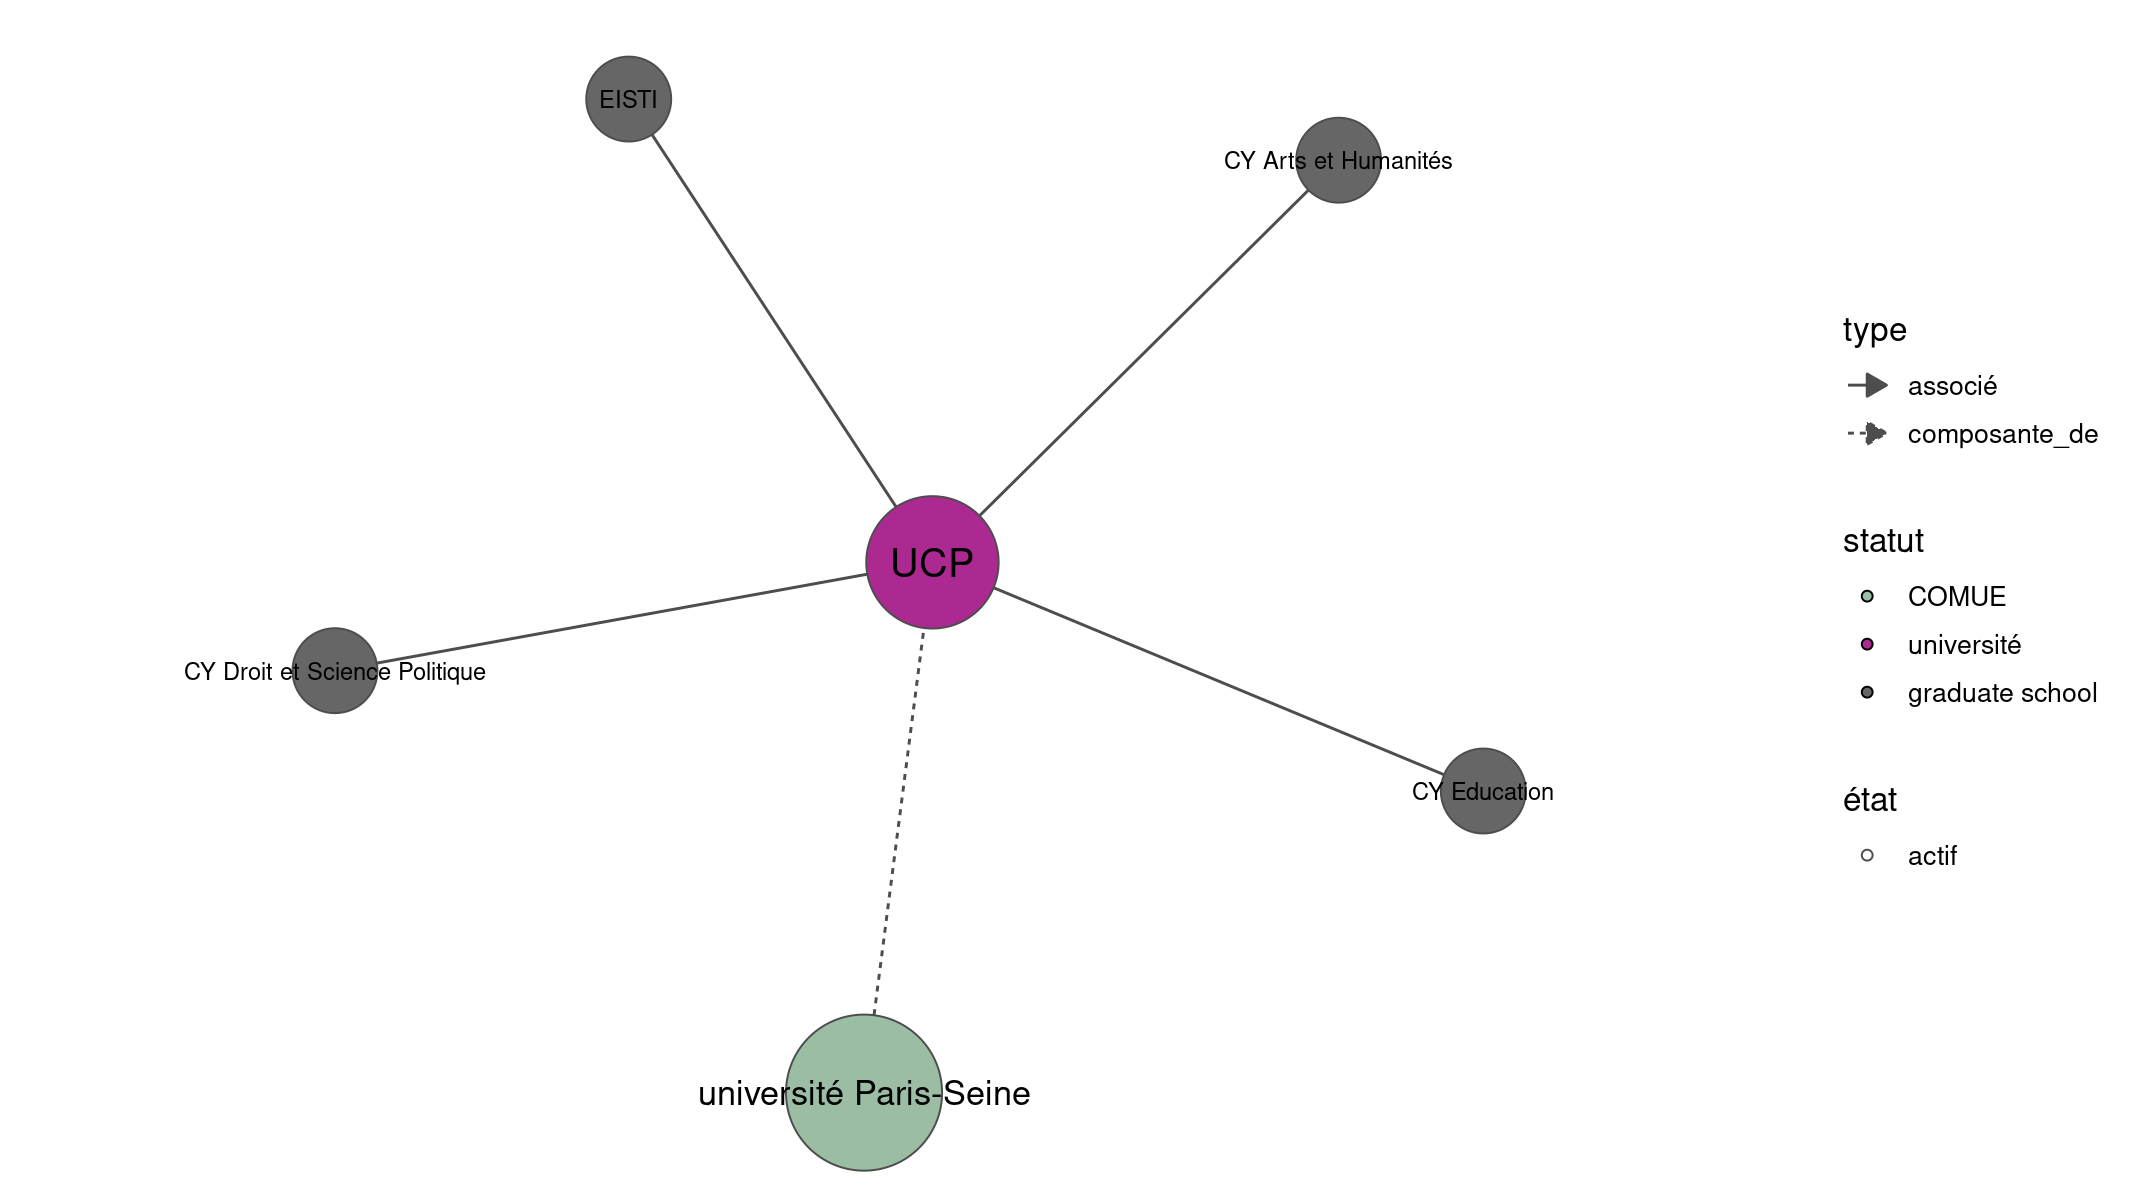 EISTI
CY Arts et Humanités
UCP
CY Droit et Science Politique
CY Education
université Paris-Seine
type
associé
composante_de
statut
COMUE
université
graduate school
état
actif